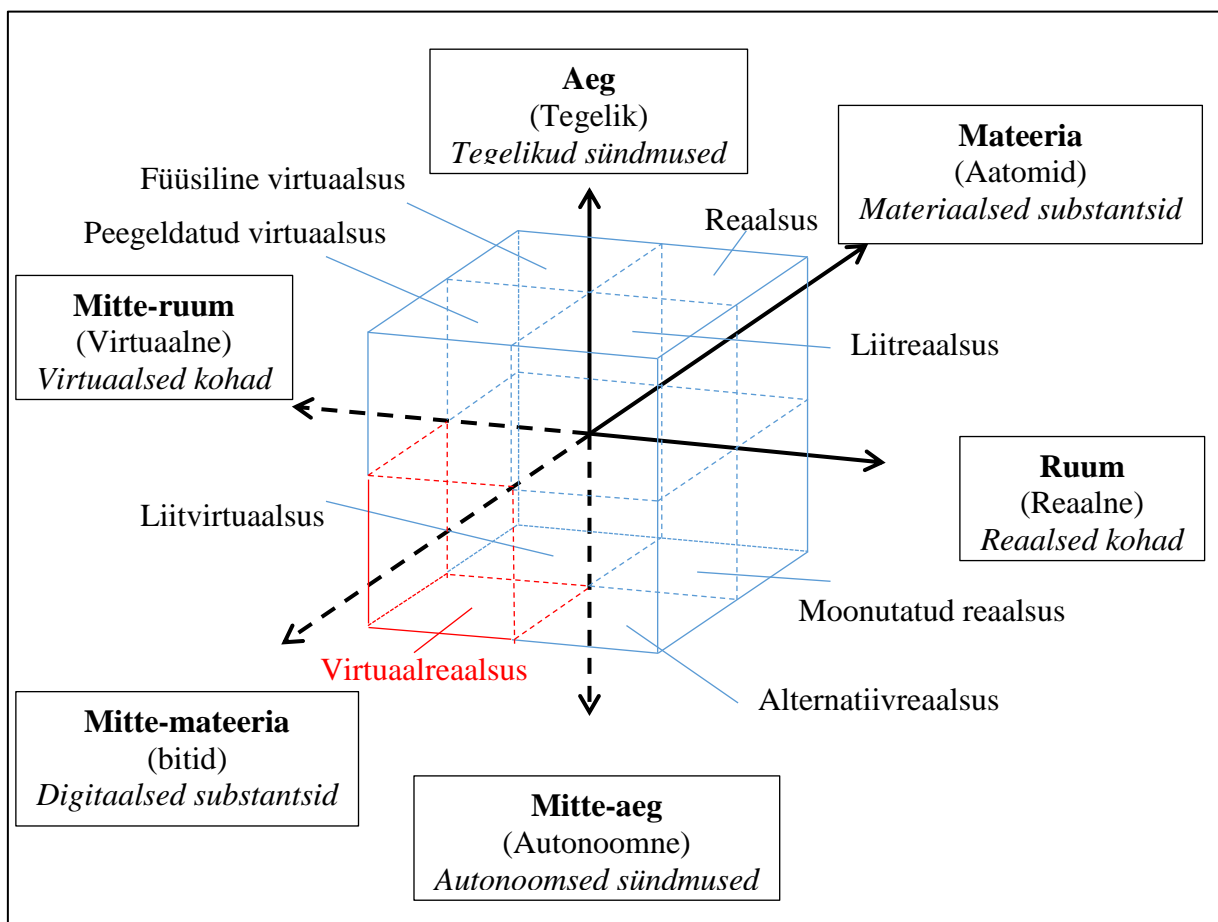 Aeg
(Tegelik)
Tegelikud sündmused
Mateeria
(Aatomid)
Materiaalsed substantsid
Füüsiline virtuaalsus
Reaalsus
Peegeldatud virtuaalsus
Mitte-ruum
(Virtuaalne)
Virtuaalsed kohad
Liitreaalsus
Ruum
(Reaalne)
Reaalsed kohad
Liitvirtuaalsus
Moonutatud reaalsus
Virtuaalreaalsus
Alternatiivreaalsus
Mitte-mateeria
(bitid)
Digitaalsed substantsid
Mitte-aeg
(Autonoomne)
Autonoomsed sündmused